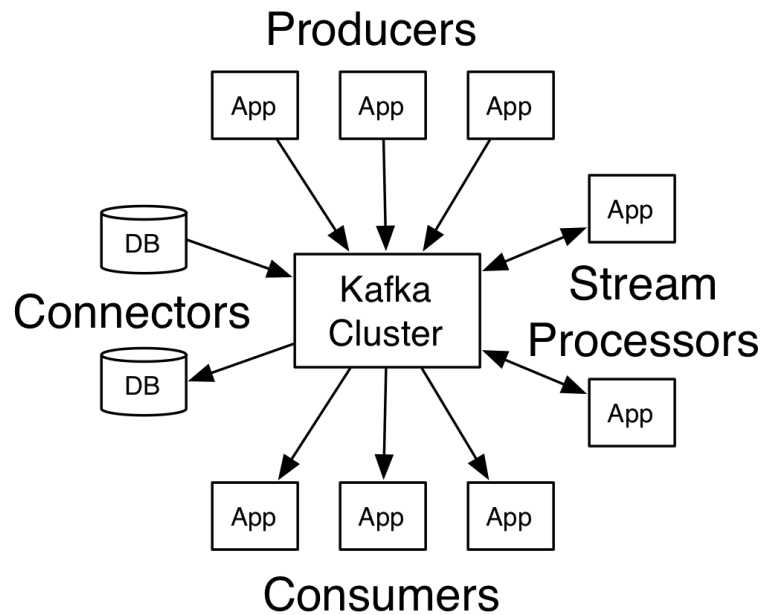 Producers
App
App
App
App
DB
Kafka
Cluster
Stream
Processors
Connectors
DB
App
App
App
App
Consumers